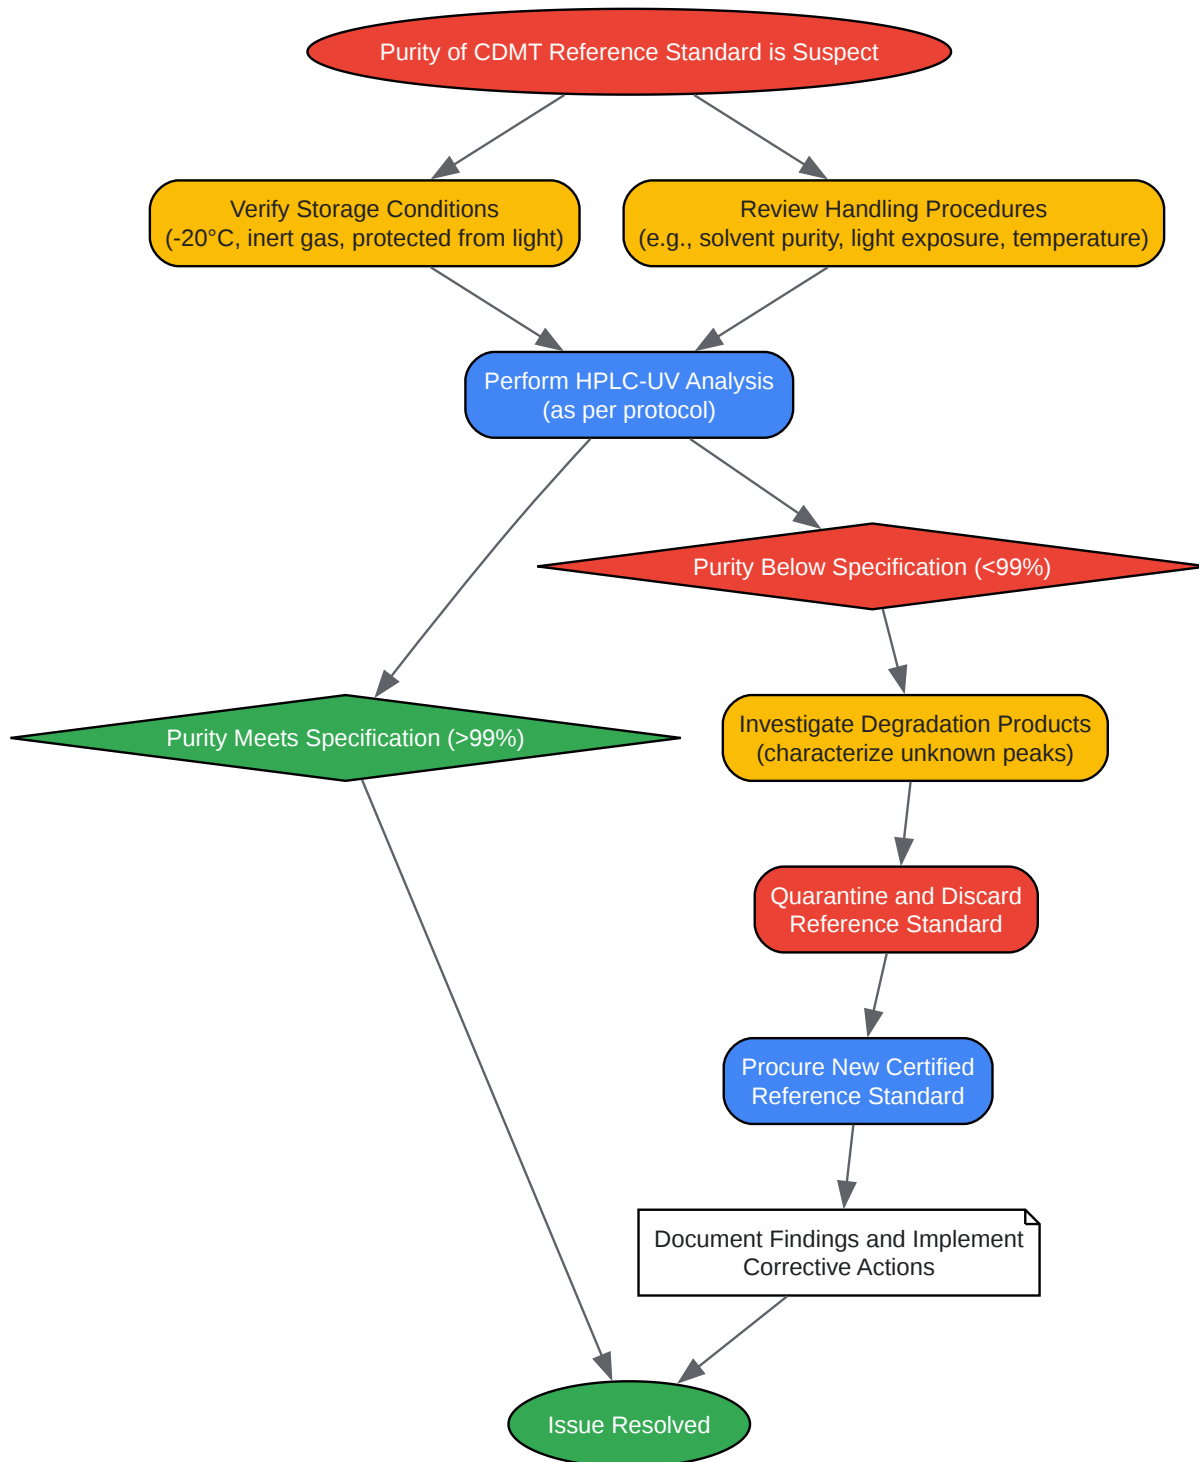 Purity of CDMT Reference Standard is Suspect
Verify Storage Conditions
(-20°C, inert gas, protected from light)
Review Handling Procedures
(e.g., solvent purity, light exposure, temperature)
Perform HPLC-UV Analysis
(as per protocol)
Purity Below Specification (<99%)
Purity Meets Specification (>99%)
Investigate Degradation Products
(characterize unknown peaks)
Quarantine and Discard
Reference Standard
Procure New Certified
Reference Standard
Document Findings and Implement
Corrective Actions
Issue Resolved